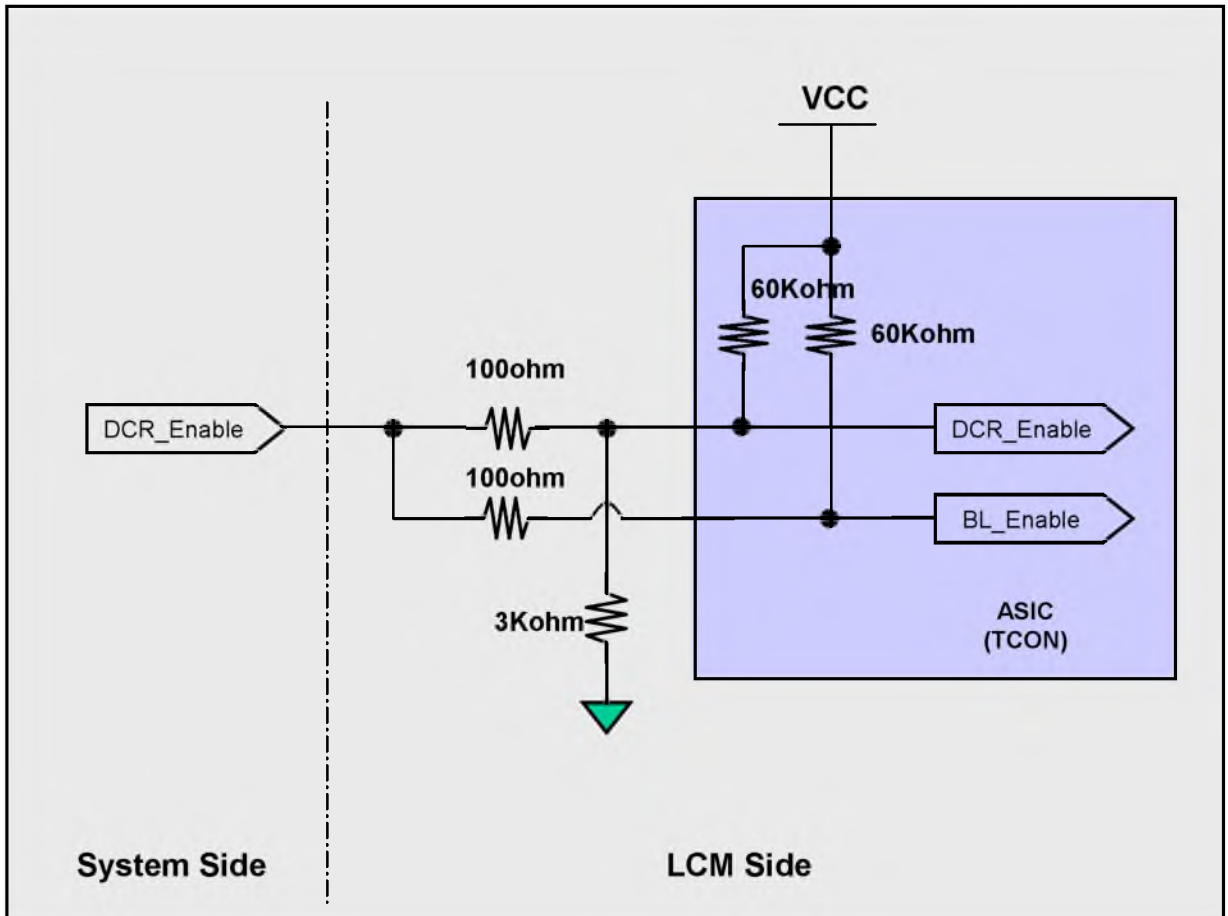 VCC
60Kohm
60Kohm
100ohm
DCR_Enable
DCR_Enable
100ohm
BL_Enable
3Kohm
ASIC
(TCON)
System Side
LCM Side